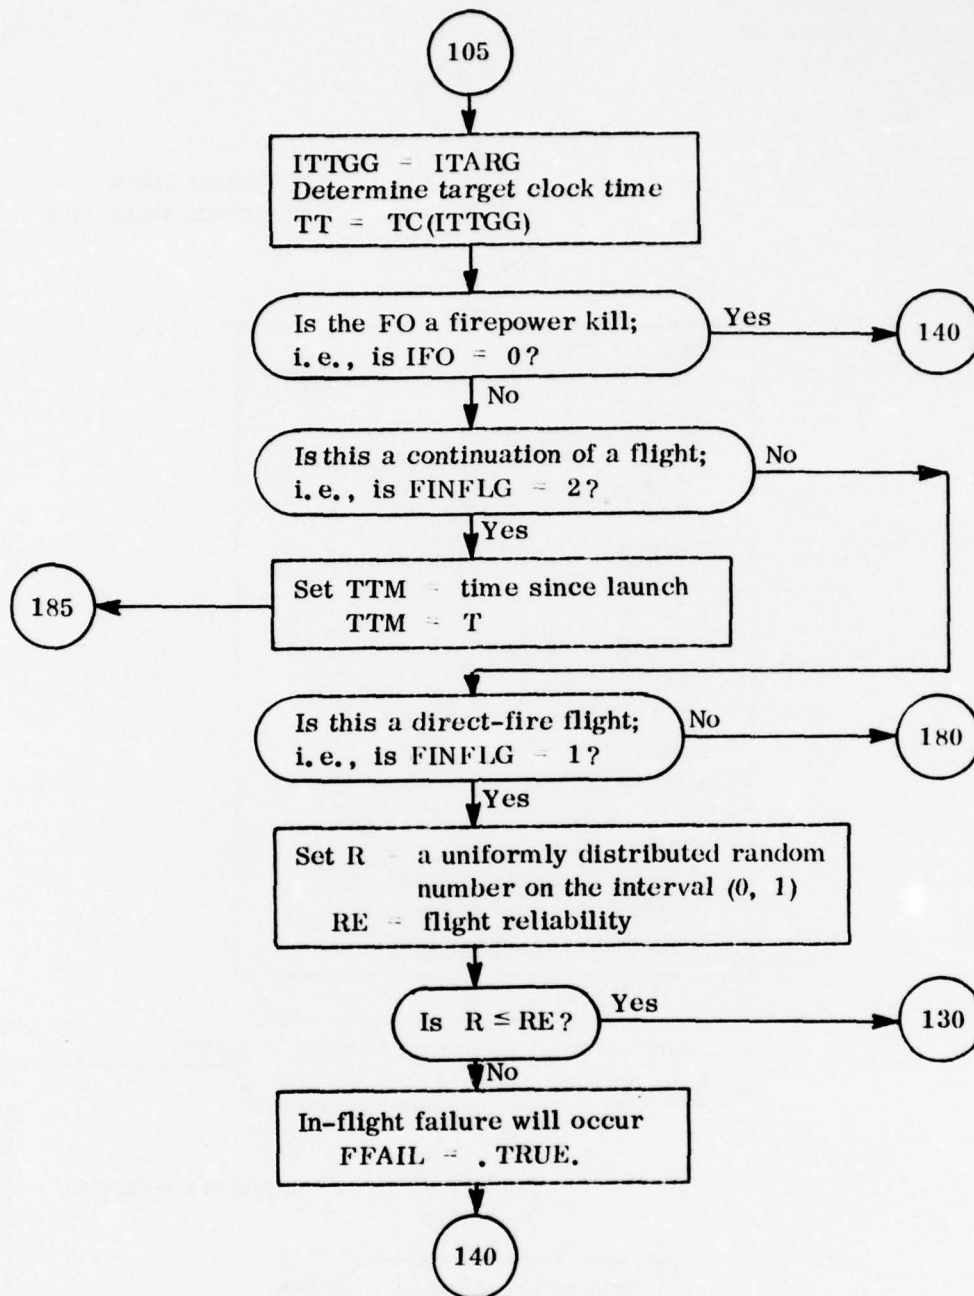 105
ITTGG = ITARG
Determine target clock time
TT = TC(ITTGG)
Is the FO a firepower kill;
i.e., is IFO = 0?
Yes
140
No
Is this a continuation of a flight;
i.e., is FINFLG = 2?
No
Yes
Set TTM = time since launch
TTM = T
185
Is this a direct-fire flight;
i.e., is FINFLG = 1?
No
180
Yes
Set R = a uniformly distributed random
number on the interval (0, 1)
RE = flight reliability
Is R ≤ RE?
Yes
130
No
In-flight failure will occur
FFAIL = .TRUE.
140